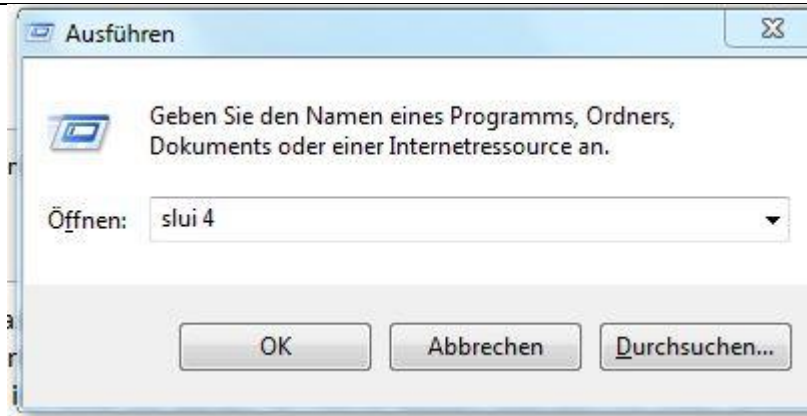 Ausführen
Geben Sie den Namen eines Programms, Ordners,
Dokuments oder einer Internetressource an.
Öffnen: slui 4
OK Abbrechen Durchsuchen...